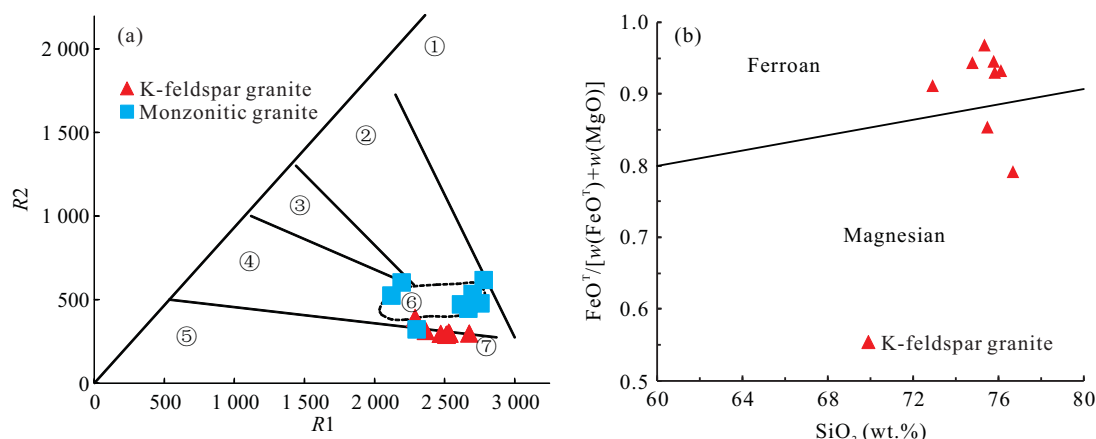 (a)
K-feldspar granite
Monzonitic granite
①
②
③
④
⑤
⑥
⑦
2 000
1 500
1 000
500
0
R2
0
500
1 000
1 500
2 000
2 500
3 000
R1
(b)
Ferroan
Magnesian
K-feldspar granite
1.0
0.9
0.8
0.7
0.6
0.5
FeOᵀ/[w(FeOᵀ)+w(MgO)]
60
64
68
72
76
80
SiO₂ (wt.%)